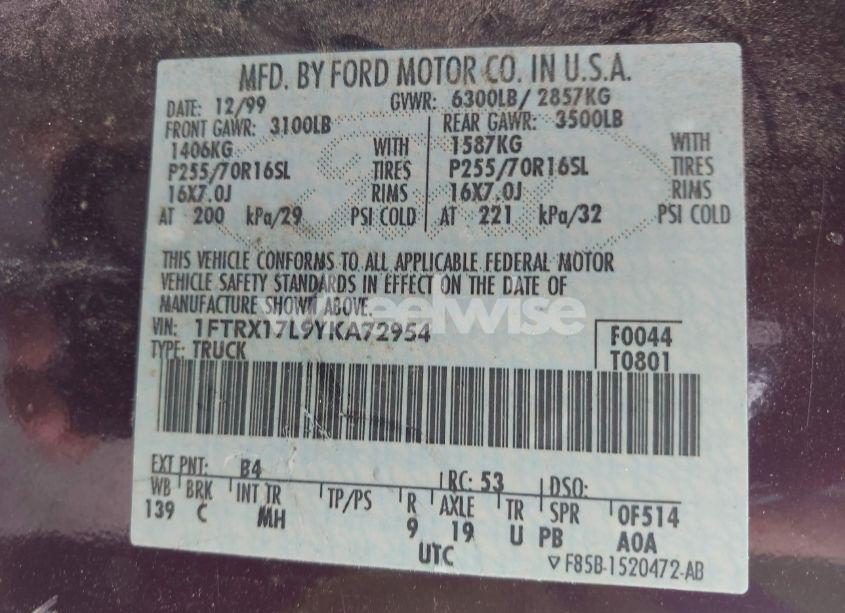 MFD. BY FORD MOTOR CO. IN U.S.A.
DATE: 12/99 GVWR: 6300LB/ 2857KG
FRONT GAWR: 3100LB REAR GAWR: 3500LB
1406KG WITH 1587KG WITH
P255/70R16SL TIRES P255/70R16SL TIRES
16X7.0J RIMS 16X7.0J RIMS
AT 200 kPa/29 PSI COLD AT 221 kPa/32 PSI COLD
THIS VEHICLE CONFORMS TO ALL APPLICABLE FEDERAL MOTOR
VEHICLE SAFETY STANDARDS IN EFFECT ON THE DATE OF
MANUFACTURE SHOWN ABOVE.
VIN: 1FTRX17L9YKA72954 F0044
TYPE: TRUCK T0801
EXT PNT: B4 RC: 53 DSO:
WB BRK INT TR TP/PS R AXLE TR SPR 0F514
139 C MH 9 19 U PB A0A
UTC ▽ F85B-1520472-AB